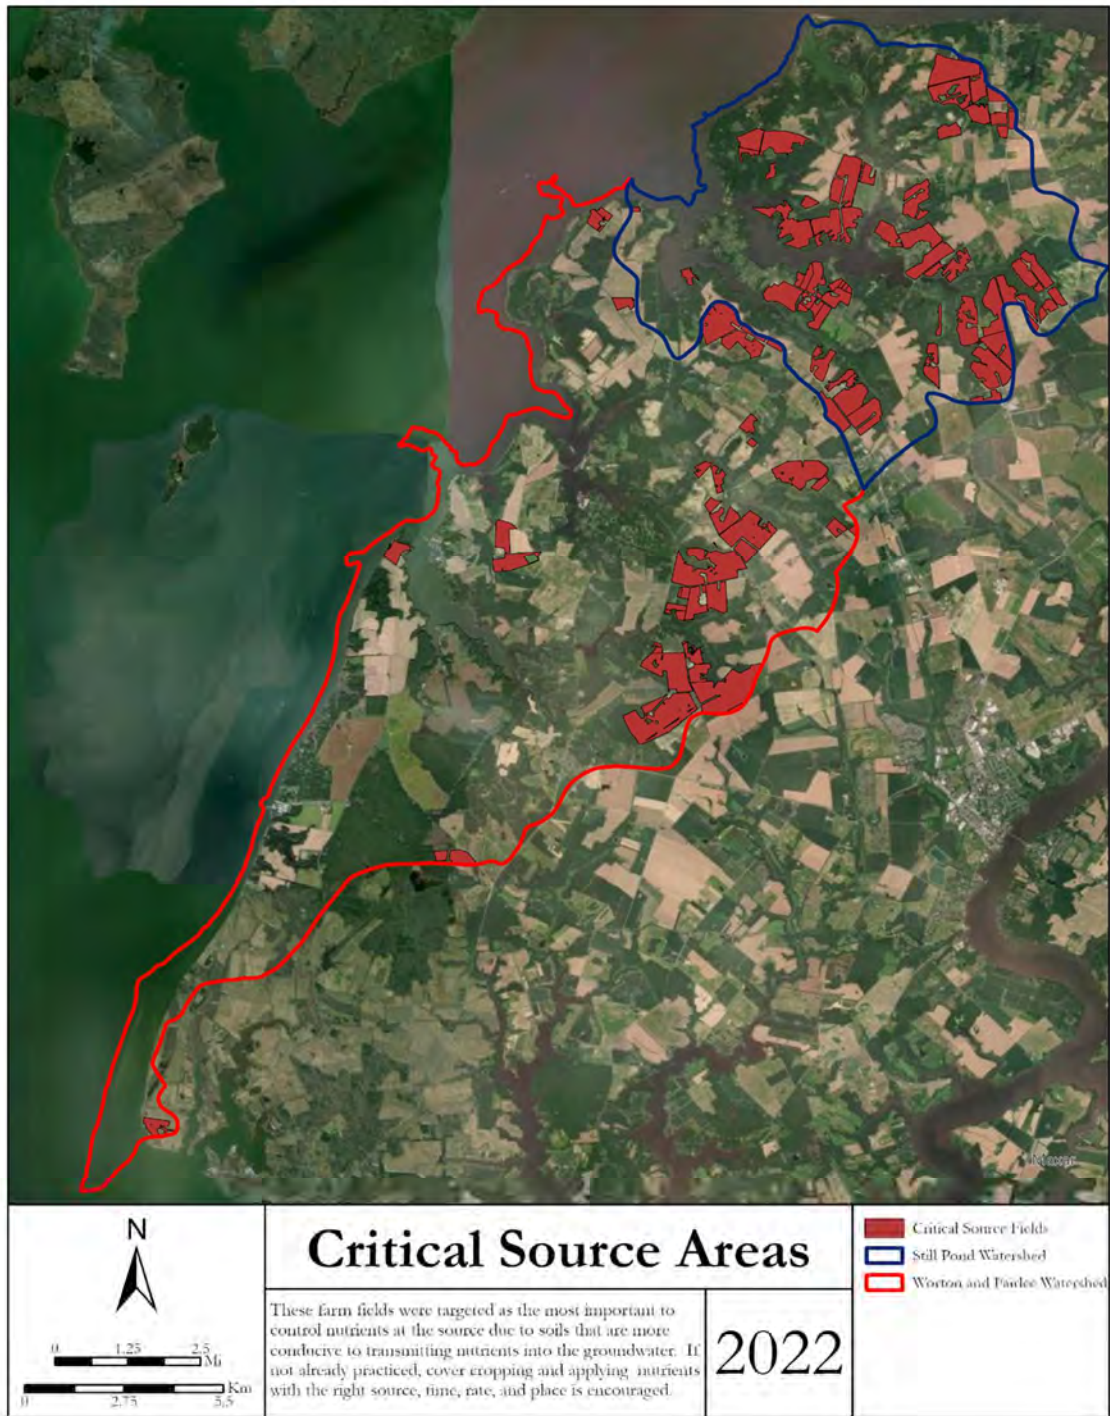 N
0 1.25 2.5
Mi
Km
0 2.75 5.5
Critical Source Areas
These farm fields were targeted as the most important to
control nutrients at the source due to soils that are more
conducive to transmitting nutrients into the groundwater. If
not already practiced, cover cropping and applying nutrients
with the right source, time, rate, and place is encouraged.
2022
Critical Source Fields
Still Pond Watershed
Worton and Fairlee Watershed